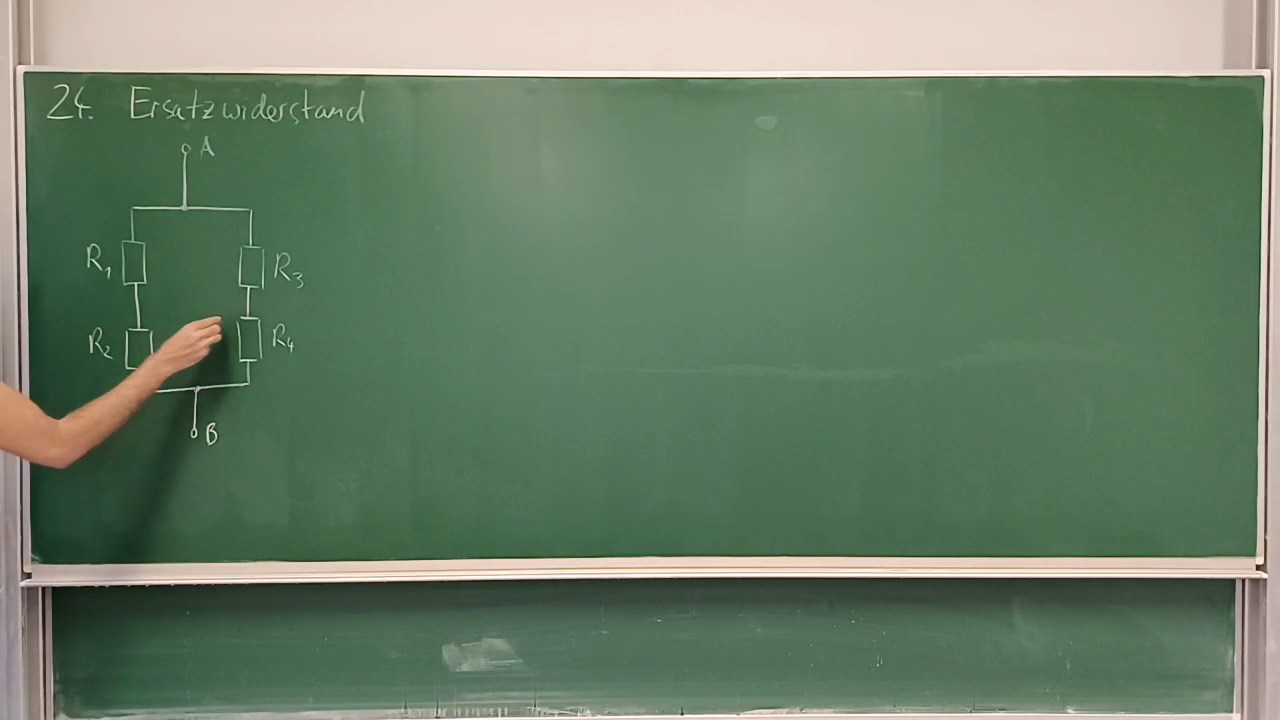 24. Ersatzwiderstand
A
R₁
R₃
R₂
R₄
B